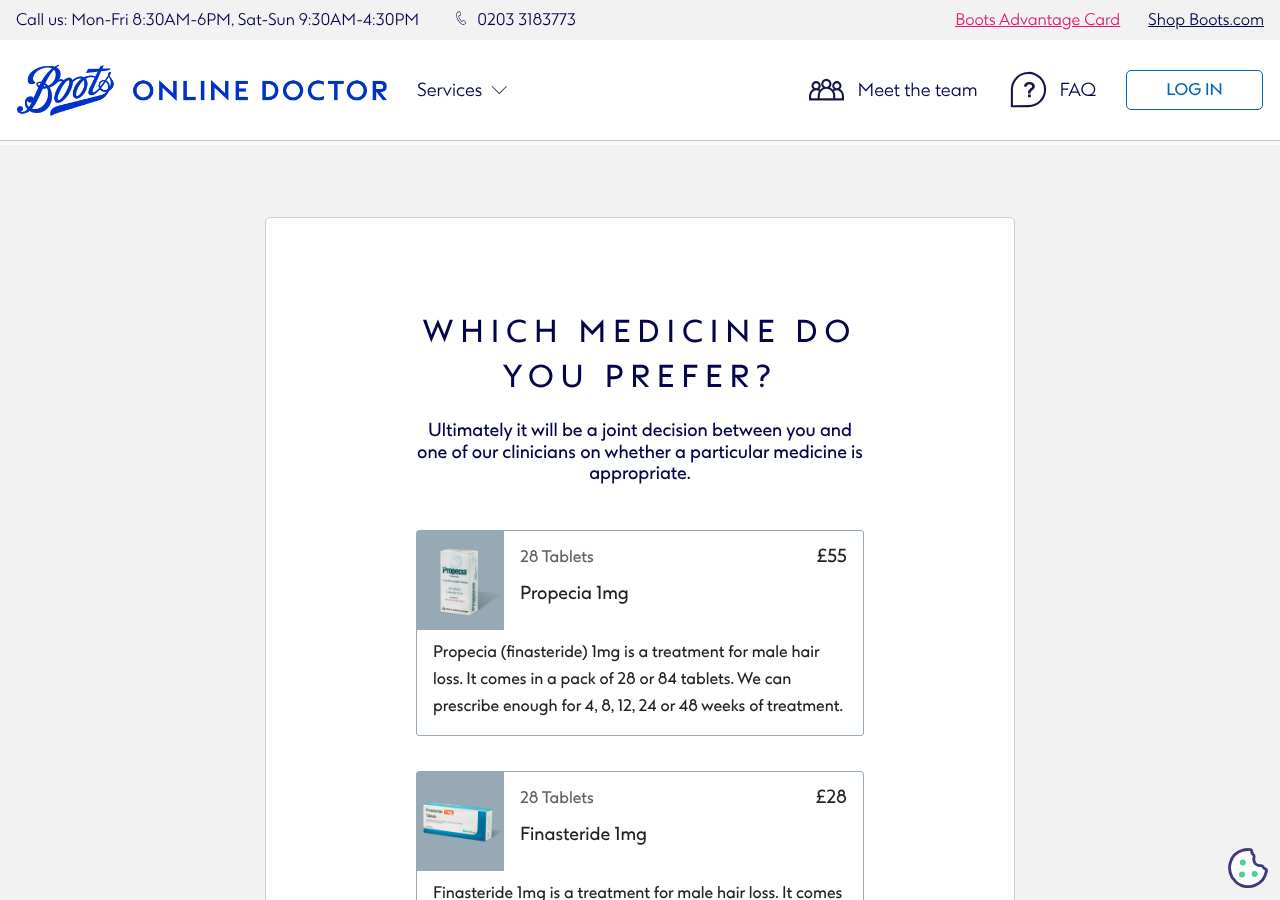 Call us: Mon-Fri 8:30AM-6PM, Sat-Sun 9:30AM-4:30PM
0203 3183773
Boots Advantage Card
Shop Boots.com
Boots ONLINE DOCTOR
Services
Meet the team
?
FAQ
LOG IN
WHICH MEDICINE DO
YOU PREFER?
Ultimately it will be a joint decision between you and
one of our clinicians on whether a particular medicine is
appropriate.
Propecia
28 Tablets
£55
Propecia 1mg
Propecia (finasteride) 1mg is a treatment for male hair
loss. It comes in a pack of 28 or 84 tablets. We can
prescribe enough for 4, 8, 12, 24 or 48 weeks of treatment.
Finasteride 1mg
Tablets
28 Tablets
£28
Finasteride 1mg
Finasteride 1mg is a treatment for male hair loss. It comes